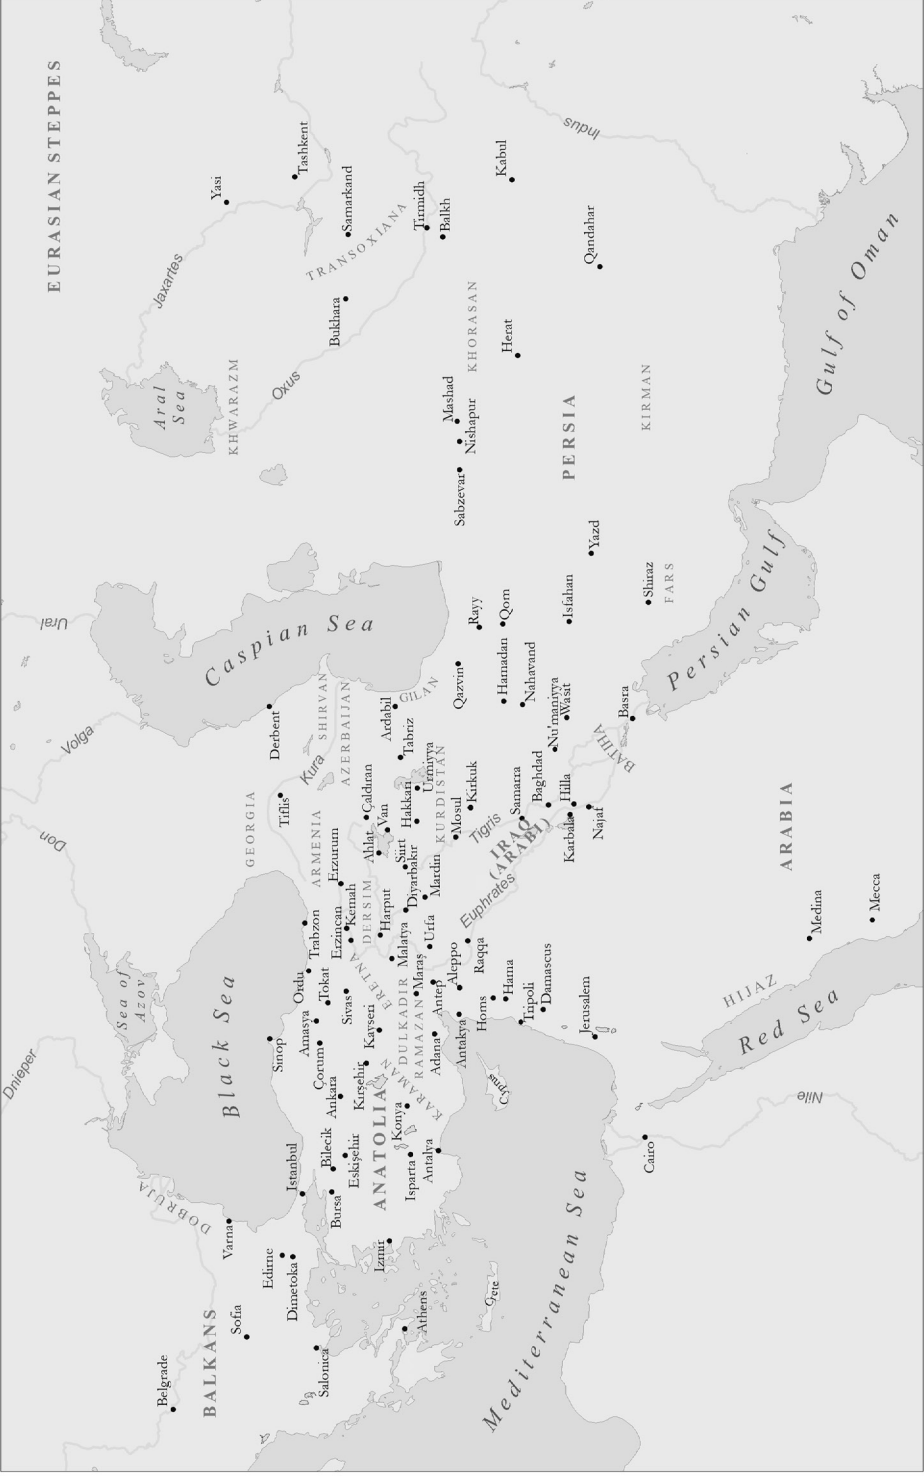 EURASIAN STEPPES
BALKANS
DOBRUJA
ANATOLIA
KARAMAN
RAMAZAN
DULKADIR
ERETNA
DERSIM
ARMENIA
GEORGIA
KURDISTAN
AZERBAIJAN
SHIRVAN
GILAN
IRAQ
(ARABI)
BATIHA
ARABIA
HIJAZ
PERSIA
FARS
KIRMAN
KHORASAN
KHWARAZM
TRANSOXIANA
Black Sea
Sea of
Azov
Caspian Sea
Aral
Sea
Mediterranean Sea
Red Sea
Persian Gulf
Gulf of Oman
Dnieper
Don
Volga
Ural
Kura
Jaxartes
Oxus
Indus
Tigris
Euphrates
Nile
Belgrade
Sofia
Varna
Edirne
Dimetoka
Salonica
Athens
Crete
Cyprus
Istanbul
Bursa
Bilecik
Eskişehir
Izmir
Isparta
Antalya
Konya
Ankara
Kırşehir
Çorum
Sinop
Amasya
Tokat
Ordu
Sivas
Kayseri
Adana
Antakya
Antep
Maraş
Malatya
Trabzon
Erzincan
Kemah
Erzurum
Harput
Urfa
Aleppo
Raqqa
Homs
Hama
Tripoli
Damascus
Jerusalem
Cairo
Diyarbakır
Mardin
Siirt
Ahlat
Van
Çaldıran
Hakkarı
Urmiyya
Tabriz
Ardabil
Tiflis
Derbent
Mosul
Kirkuk
Samarra
Baghdad
Hilla
Karbala
Najaf
Nu'maniyya
Wasit
Basra
Medina
Mecca
Qazvin
Hamadan
Nahavand
Rayy
Qom
Isfahan
Shiraz
Yazd
Sabzevar
Nishapur
Mashad
Herat
Qandahar
Kabul
Balkh
Tirmidh
Bukhara
Samarkand
Tashkent
Yasi